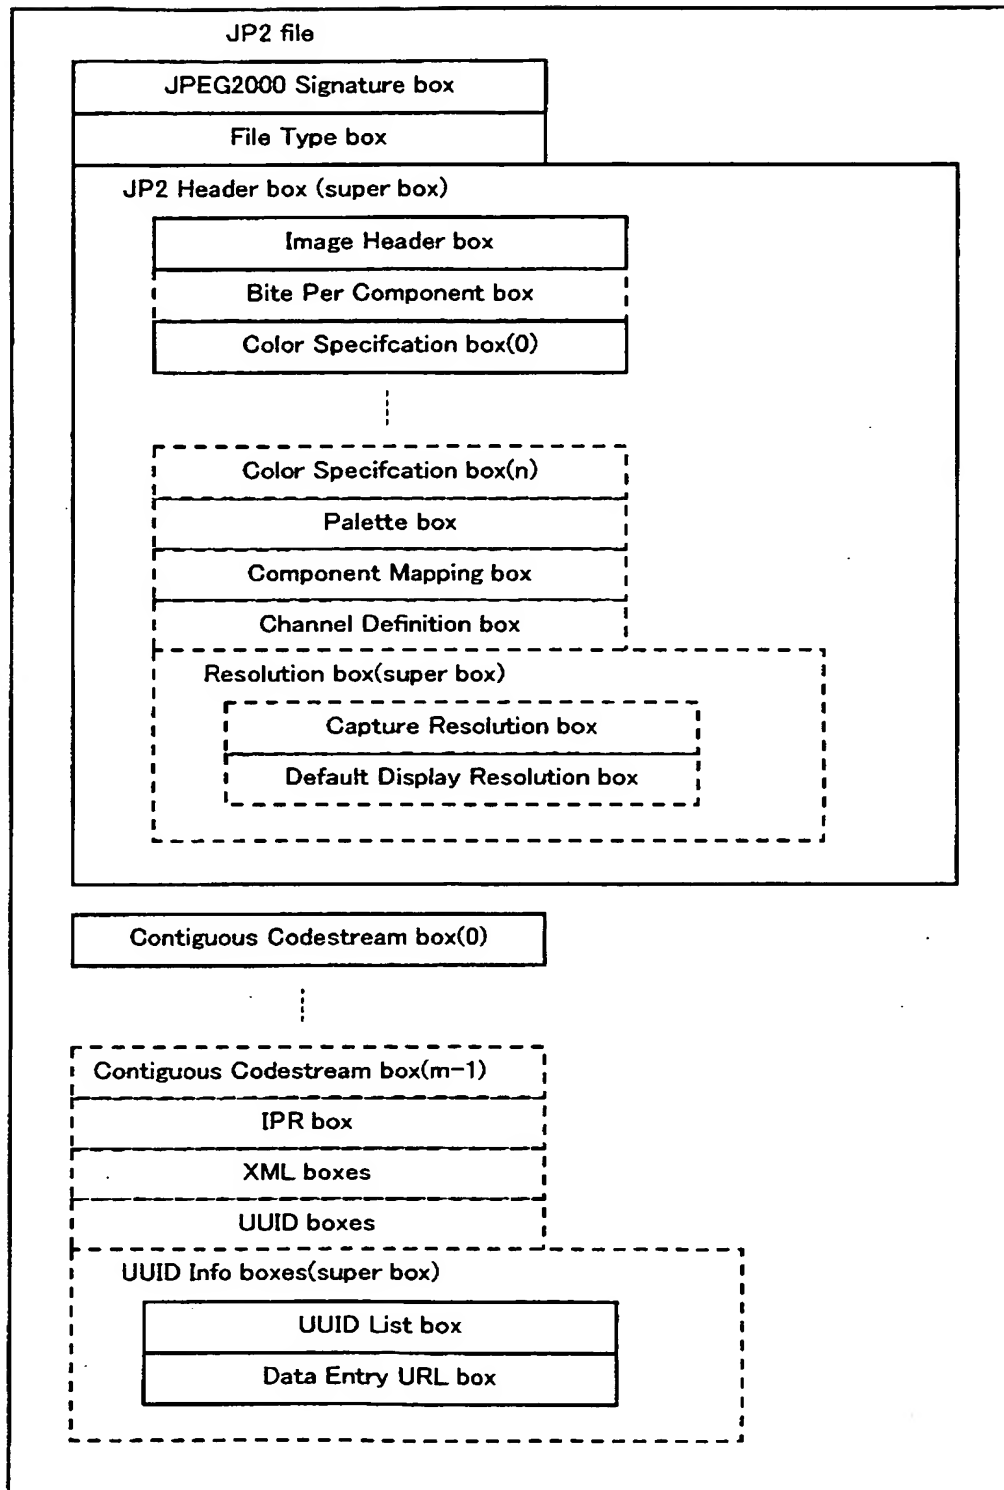 JP2 file
JPEG2000 Signature box
File Type box
JP2 Header box (super box)
Image Header box
Bite Per Component box
Color Specifcation box(0)
Color Specifcation box(n)
Palette box
Component Mapping box
Channel Definition box
Resolution box(super box)
Capture Resolution box
Default Display Resolution box
Contiguous Codestream box(0)
Contiguous Codestream box(m-1)
IPR box
XML boxes
UUID boxes
UUID Info boxes(super box)
UUID List box
Data Entry URL box